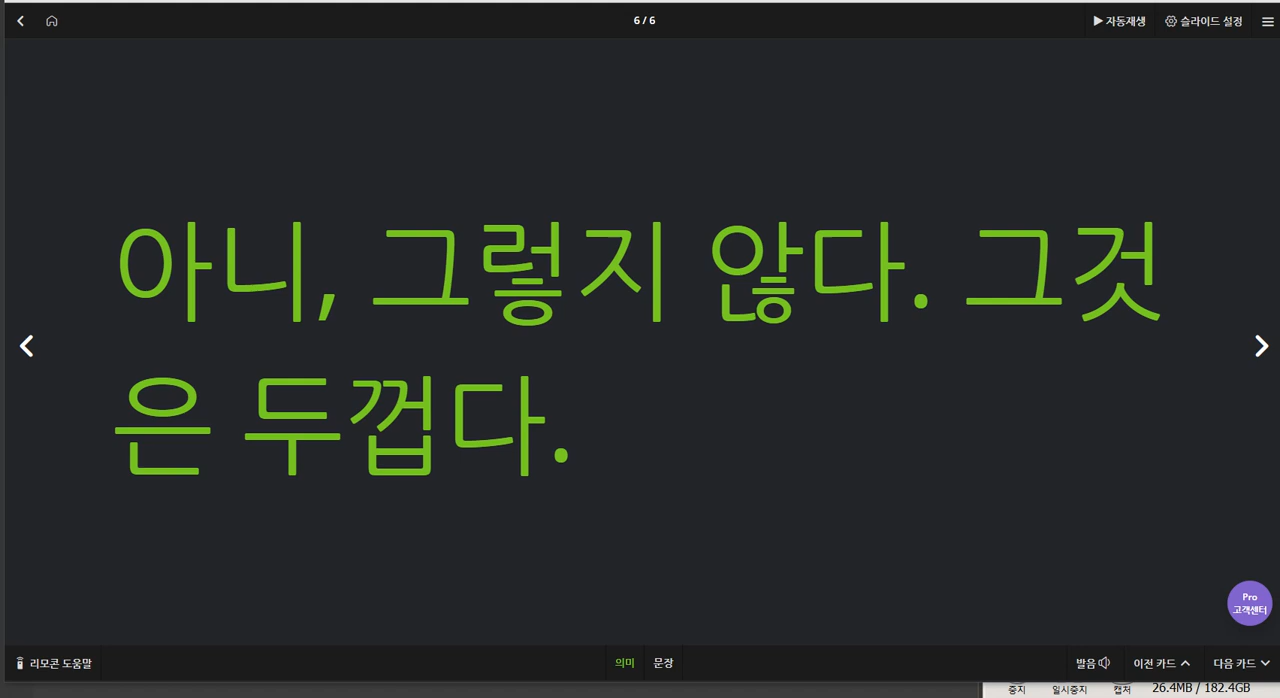 6 / 6
▶ 자동재생
슬라이드 설정
아니, 그렇지 않다. 그것
은 두껍다.
Pro
고객센터
리모콘 도움말
의미
문장
발음
이전 카드
다음 카드
중지
일시중지
캡처
26.4MB / 182.4GB